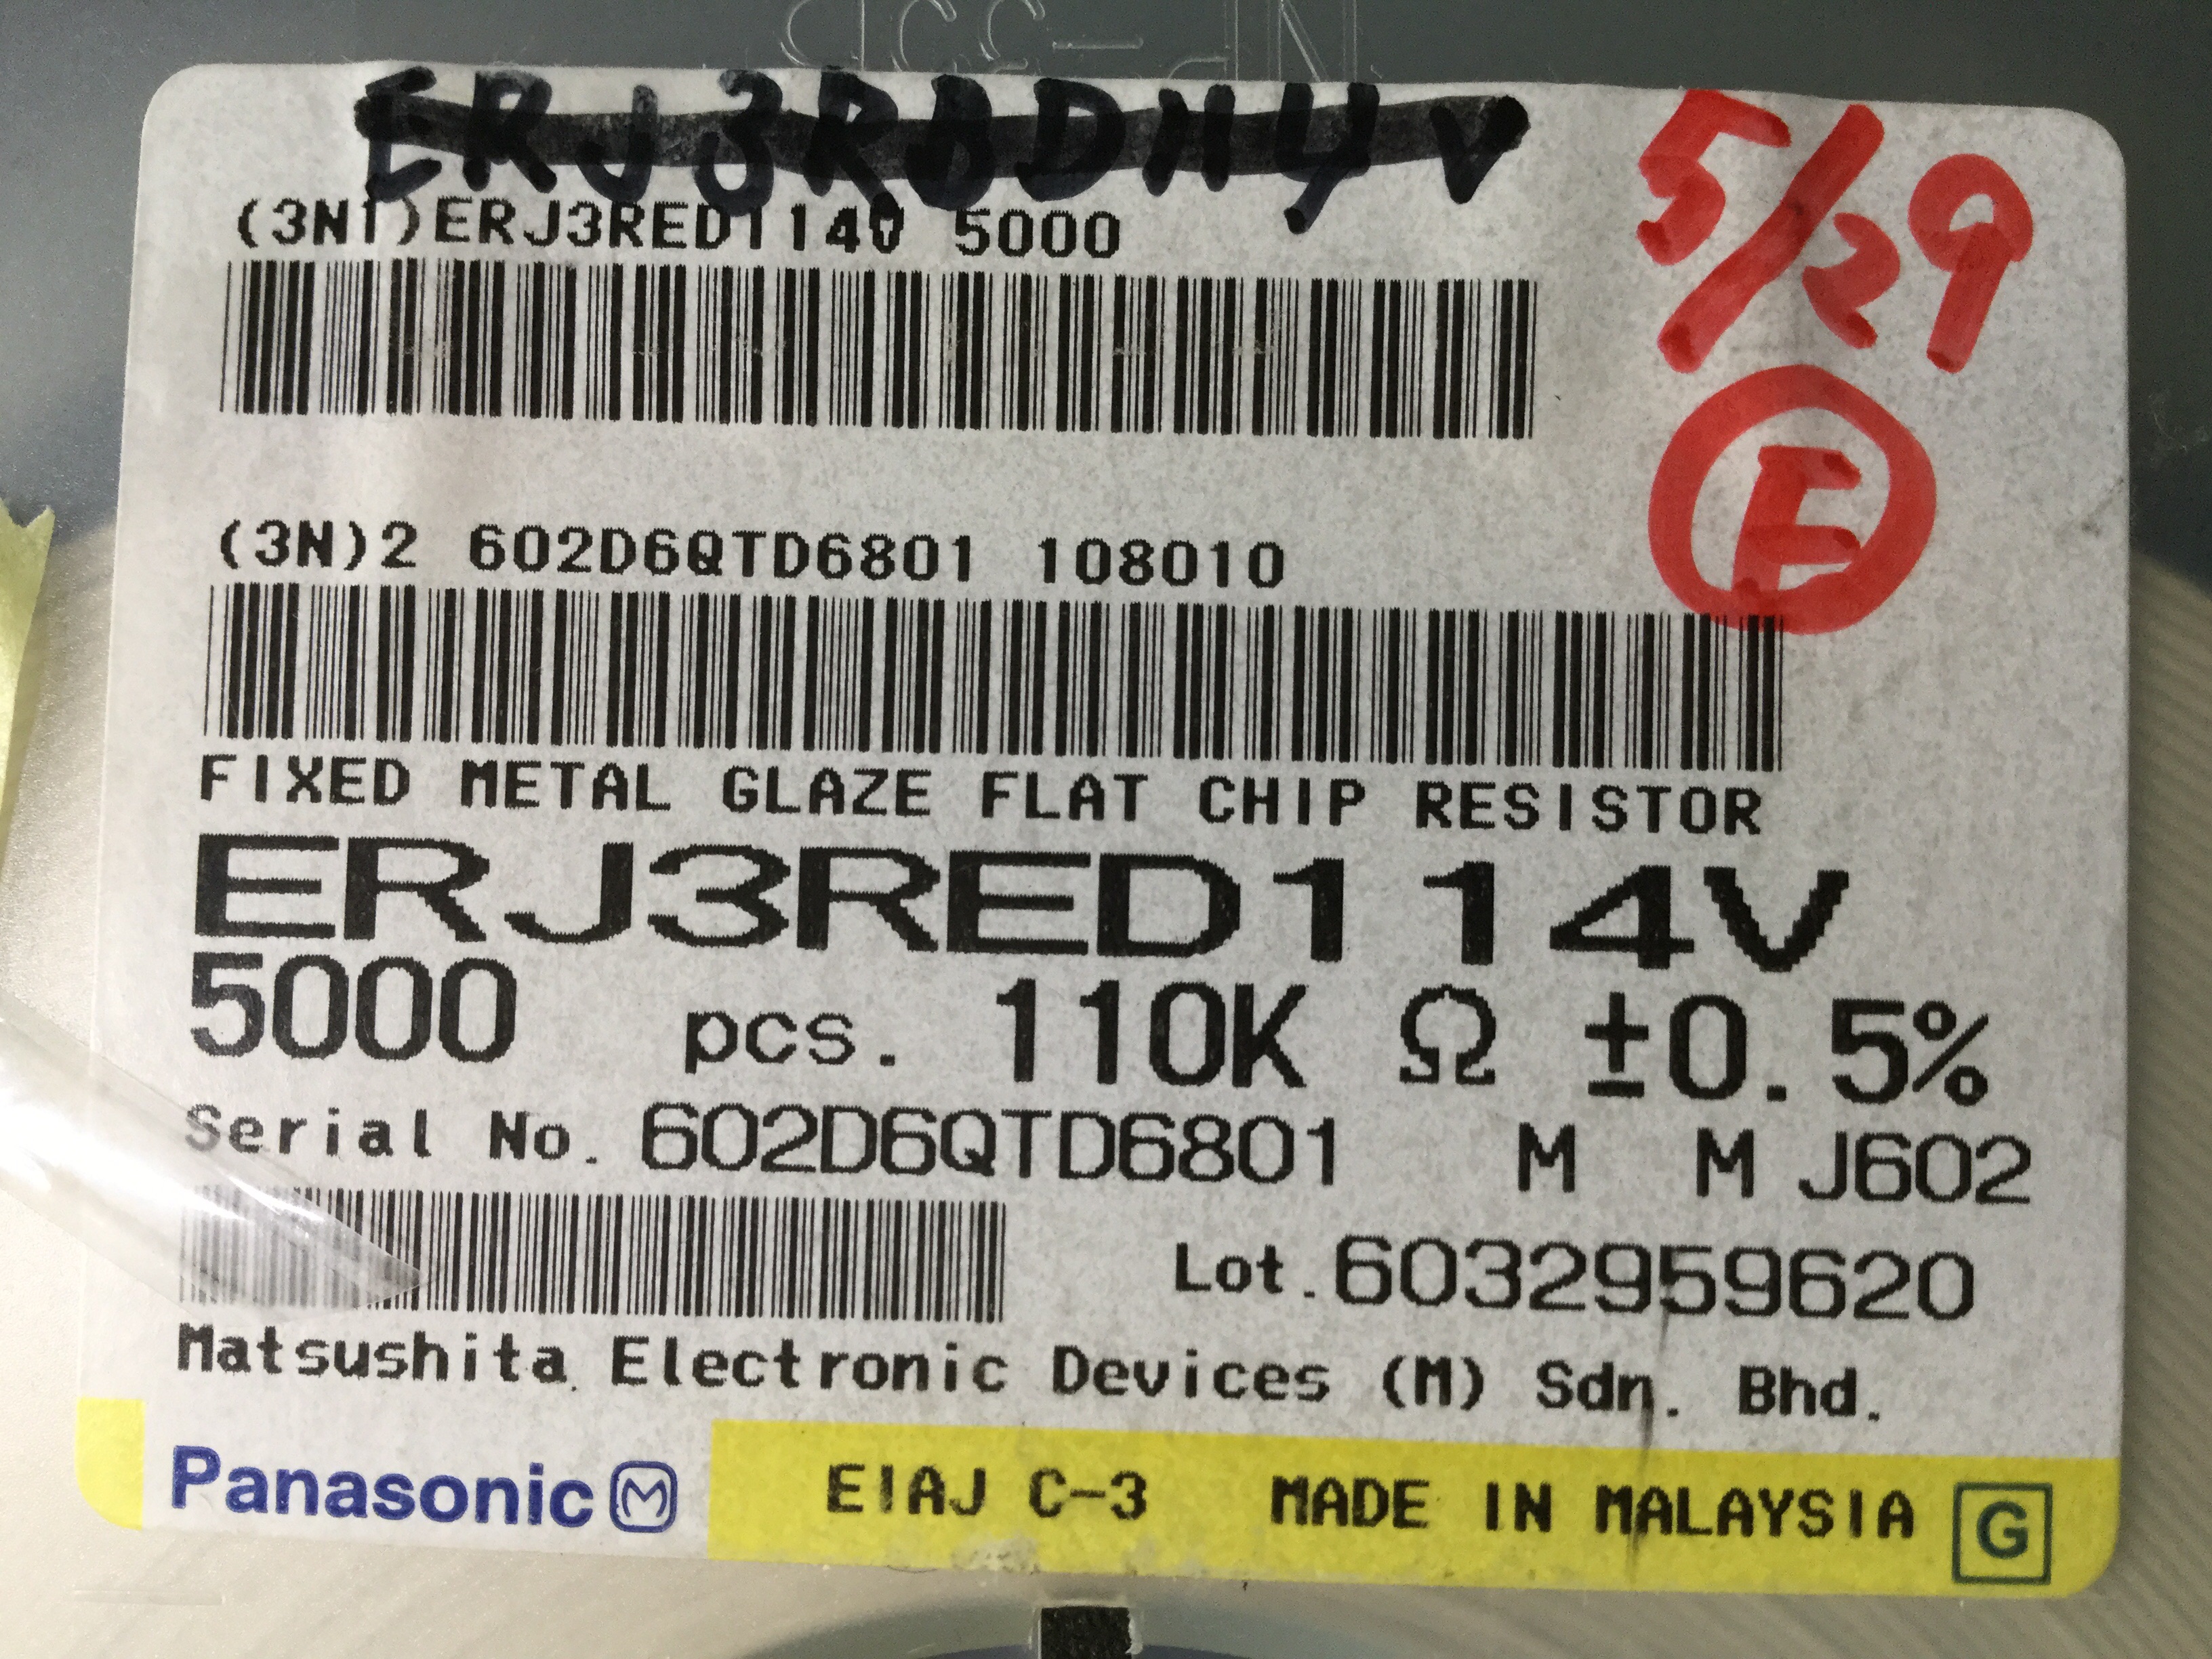 ERJ3RBD114V
5/29
(3N1)ERJ3RED114V 5000
E
(3N)2 602D6QTD6801 108010
FIXED METAL GLAZE FLAT CHIP RESISTOR
ERJ3RED114V
5000 pcs. 110K Ω ±0.5%
Serial No. 602D6QTD6801 M M J602
Lot.6032959620
Matsushita Electronic Devices (M) Sdn. Bhd.
Panasonic EIAJ C-3 MADE IN MALAYSIA G